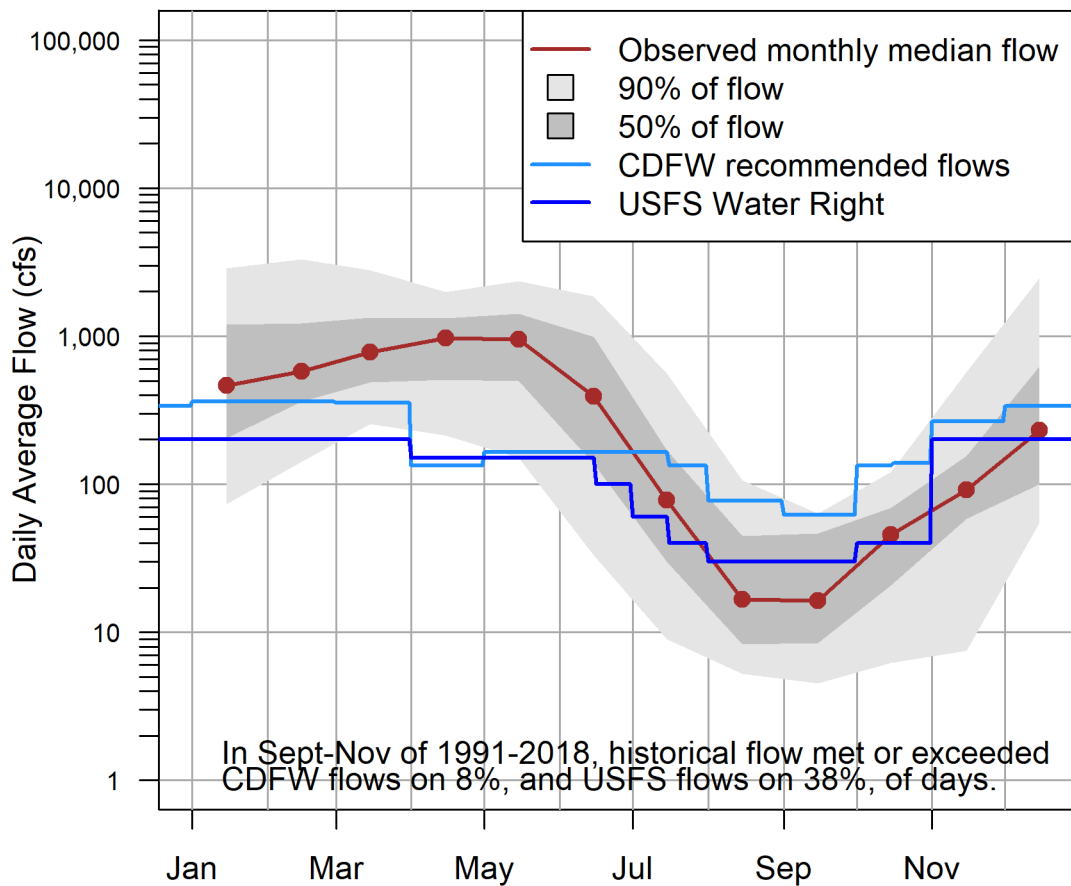 100,000
10,000
1,000
100
10
1
Daily Average Flow (cfs)
Observed monthly median flow
90% of flow
50% of flow
CDFW recommended flows
USFS Water Right
In Sept-Nov of 1991-2018, historical flow met or exceeded
CDFW flows on 8%, and USFS flows on 38%, of days.
Jan Mar May Jul Sep Nov